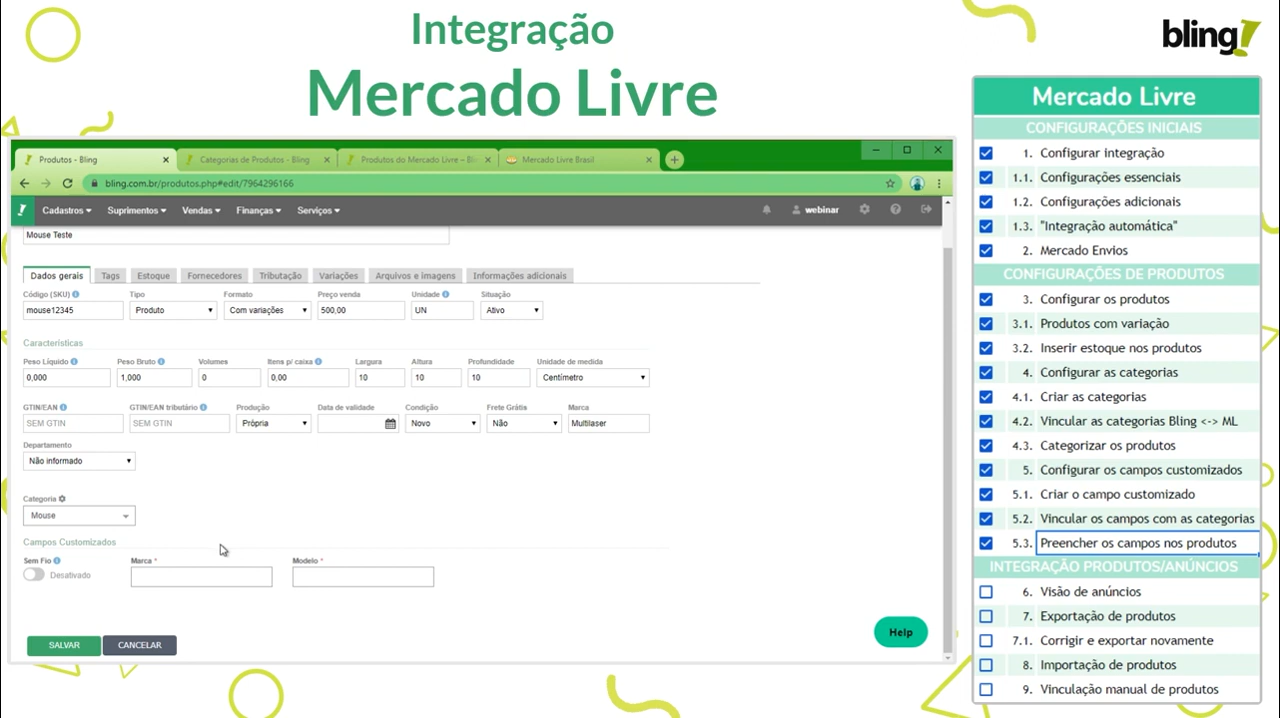 Integração
Mercado Livre
bling!
Produtos - Bling
Categorias de Produtos - Bling
Produtos do Mercado Livre – Bli
Mercado Livre Brasil
bling.com.br/produtos.php#edit/7964296166
Cadastros Suprimentos Vendas Finanças Serviços webinar
Mouse Teste
Dados gerais Tags Estoque Fornecedores Tributação Variações Arquivos e imagens Informações adicionais
Código (SKU) Tipo Formato Preço venda Unidade Situação
mouse12345 Produto Com variações 500,00 UN Ativo
Características
Peso Líquido Peso Bruto Volumes Itens p/ caixa Largura Altura Profundidade Unidade de medida
0,000 1,000 0 0,00 10 10 10 Centímetro
GTIN/EAN GTIN/EAN tributário Produção Data de validade Condição Frete Grátis Marca
SEM GTIN SEM GTIN Própria Novo Não Multilaser
Departamento
Não informado
Categoria
Mouse
Campos Customizados
Sem Fio Marca * Modelo *
Desativado
SALVAR CANCELAR
Help
Mercado Livre
CONFIGURAÇÕES INICIAIS
1. Configurar integração
1.1. Configurações essenciais
1.2. Configurações adicionais
1.3. "Integração automática"
2. Mercado Envios
CONFIGURAÇÕES DE PRODUTOS
3. Configurar os produtos
3.1. Produtos com variação
3.2. Inserir estoque nos produtos
4. Configurar as categorias
4.1. Criar as categorias
4.2. Vincular as categorias Bling <-> ML
4.3. Categorizar os produtos
5. Configurar os campos customizados
5.1. Criar o campo customizado
5.2. Vincular os campos com as categorias
5.3. Preencher os campos nos produtos
INTEGRAÇÃO PRODUTOS/ANÚNCIOS
6. Visão de anúncios
7. Exportação de produtos
7.1. Corrigir e exportar novamente
8. Importação de produtos
9. Vinculação manual de produtos